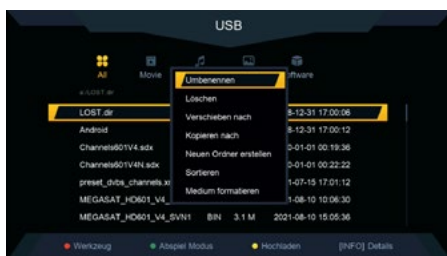 USB
All
Movie
ftware
a:/LOST.dir
LOST.dir
8-12-31 17:00:06
Android
8-12-31 17:00:12
Channels601V4.sdx
0-01-01 00:19:36
Channels601V4N.sdx
0-01-01 00:22:22
preset_dvbs_channels.x
1-07-15 17:01:12
MEGASAT_HD601_V4_
1-08-10 10:06:30
MEGASAT_HD601_V4_SVN1 BIN 3.1 M 2021-08-10 15:05:36
Umbenennen
Löschen
Verschieben nach
Kopieren nach
Neuen Ordner erstellen
Sortieren
Medium formatieren
Werkzeug
Abspiel Modus
Hochladen
[INFO] Details